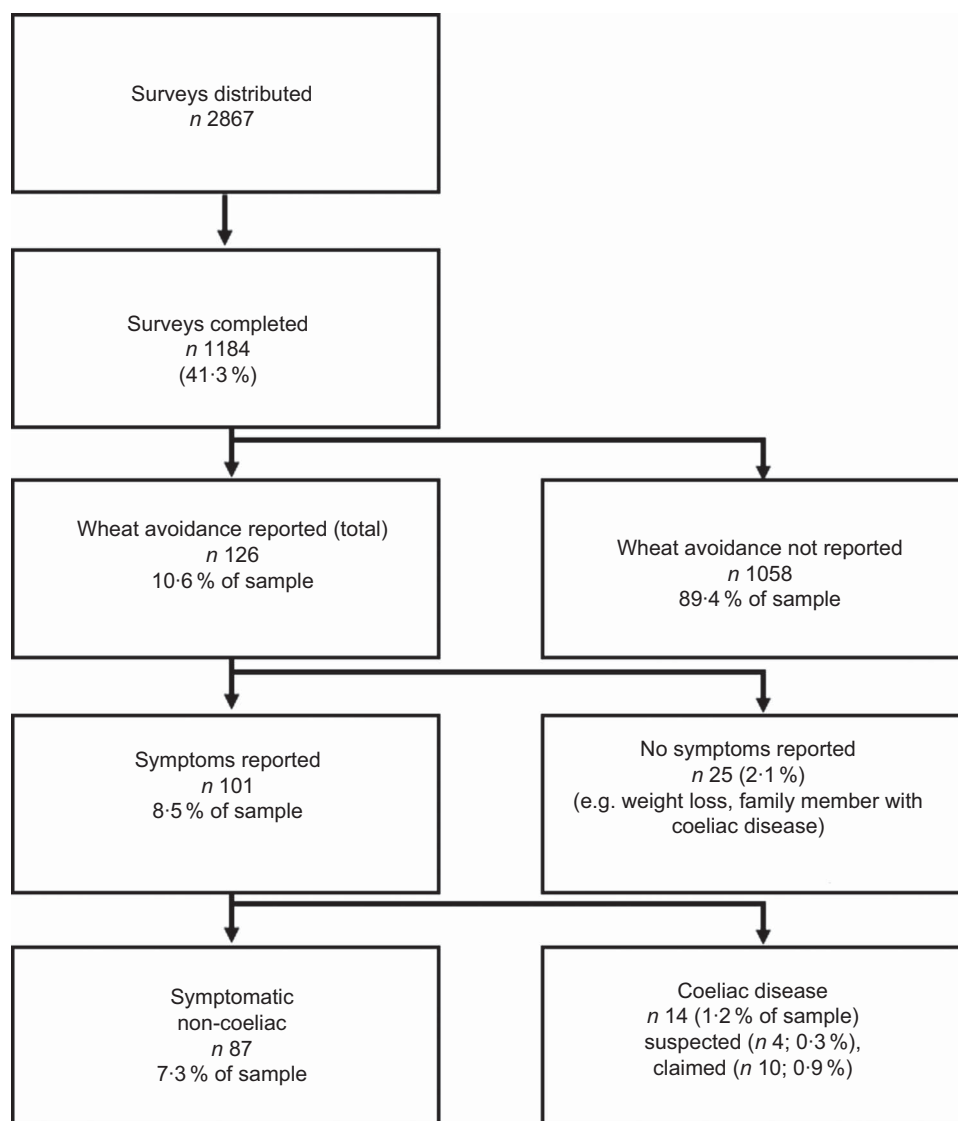 Surveys distributed
n 2867
Surveys completed
n 1184
(41·3 %)
Wheat avoidance reported (total)
n 126
10·6 % of sample
Wheat avoidance not reported
n 1058
89·4 % of sample
Symptoms reported
n 101
8·5 % of sample
No symptoms reported
n 25 (2·1 %)
(e.g. weight loss, family member with
coeliac disease)
Symptomatic
non-coeliac
n 87
7·3 % of sample
Coeliac disease
n 14 (1·2 % of sample)
suspected (n 4; 0·3 %),
claimed (n 10; 0·9 %)